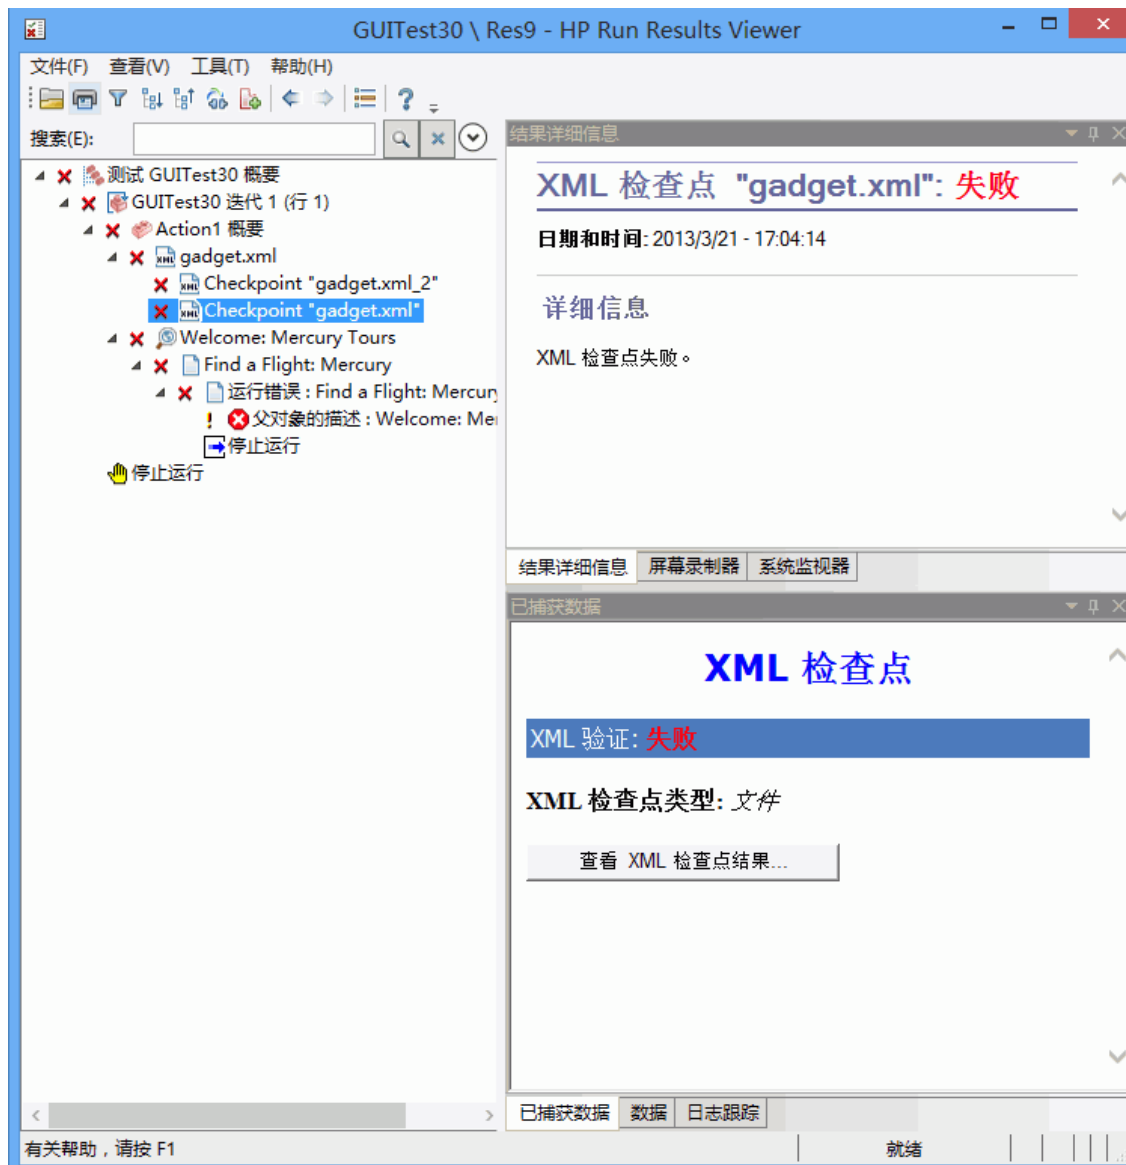 GUITest30 \ Res9 - HP Run Results Viewer
文件(F) 查看(V) 工具(T) 帮助(H)
搜索(E):
测试 GUITest30 概要
GUITest30 迭代 1 (行 1)
Action1 概要
gadget.xml
Checkpoint "gadget.xml_2"
Checkpoint "gadget.xml"
Welcome: Mercury Tours
Find a Flight: Mercury
运行错误 : Find a Flight: Mercury
父对象的描述 : Welcome: Me
停止运行
停止运行
结果详细信息
XML 检查点 "gadget.xml": 失败
日期和时间: 2013/3/21 - 17:04:14
详细信息
XML 检查点失败。
结果详细信息 屏幕录制器 系统监视器
已捕获数据
XML 检查点
XML 验证: 失败
XML 检查点类型: 文件
查看 XML 检查点结果...
已捕获数据 数据 日志跟踪
有关帮助，请按 F1 就绪